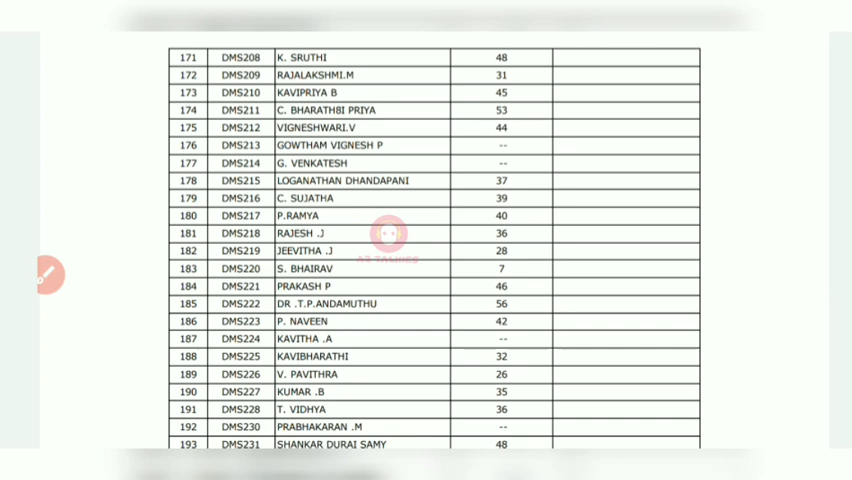 171 DMS208 K. SRUTHI 48
172 DMS209 RAJALAKSHMI.M 31
173 DMS210 KAVIPRIYA B 45
174 DMS211 C. BHARATH8I PRIYA 53
175 DMS212 VIGNESHWARI.V 44
176 DMS213 GOWTHAM VIGNESH P --
177 DMS214 G. VENKATESH --
178 DMS215 LOGANATHAN DHANDAPANI 37
179 DMS216 C. SUJATHA 39
180 DMS217 P.RAMYA 40
181 DMS218 RAJESH .J 36
182 DMS219 JEEVITHA .J 28
AZ TALKIES
183 DMS220 S. BHAIRAV 7
184 DMS221 PRAKASH P 46
185 DMS222 DR .T.P.ANDAMUTHU 56
186 DMS223 P. NAVEEN 42
187 DMS224 KAVITHA .A --
188 DMS225 KAVIBHARATHI 32
189 DMS226 V. PAVITHRA 26
190 DMS227 KUMAR .B 35
191 DMS228 T. VIDHYA 36
192 DMS230 PRABHAKARAN .M --
193 DMS231 SHANKAR DURAI SAMY 48